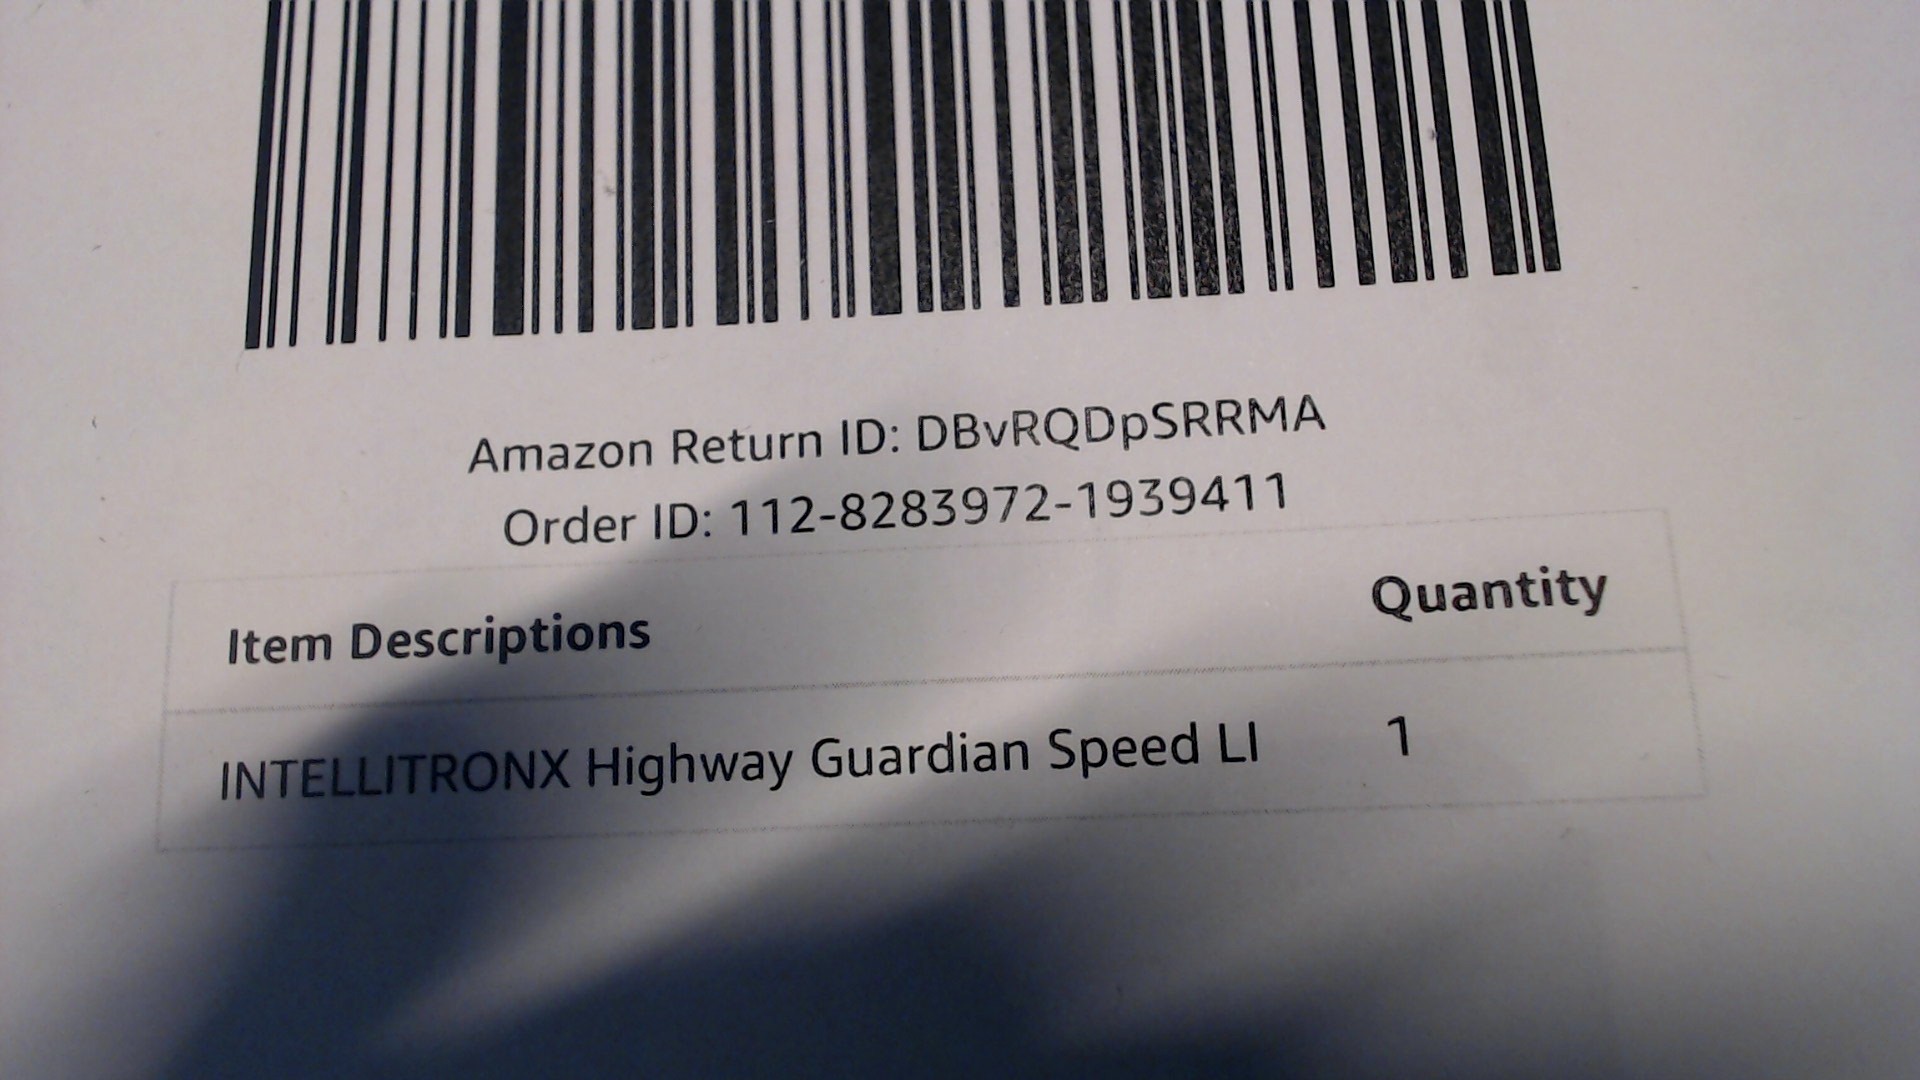 Amazon Return ID: DBvRQDpSRRMA
Order ID: 112-8283972-1939411
Item Descriptions Quantity
INTELLITRONX Highway Guardian Speed LI 1